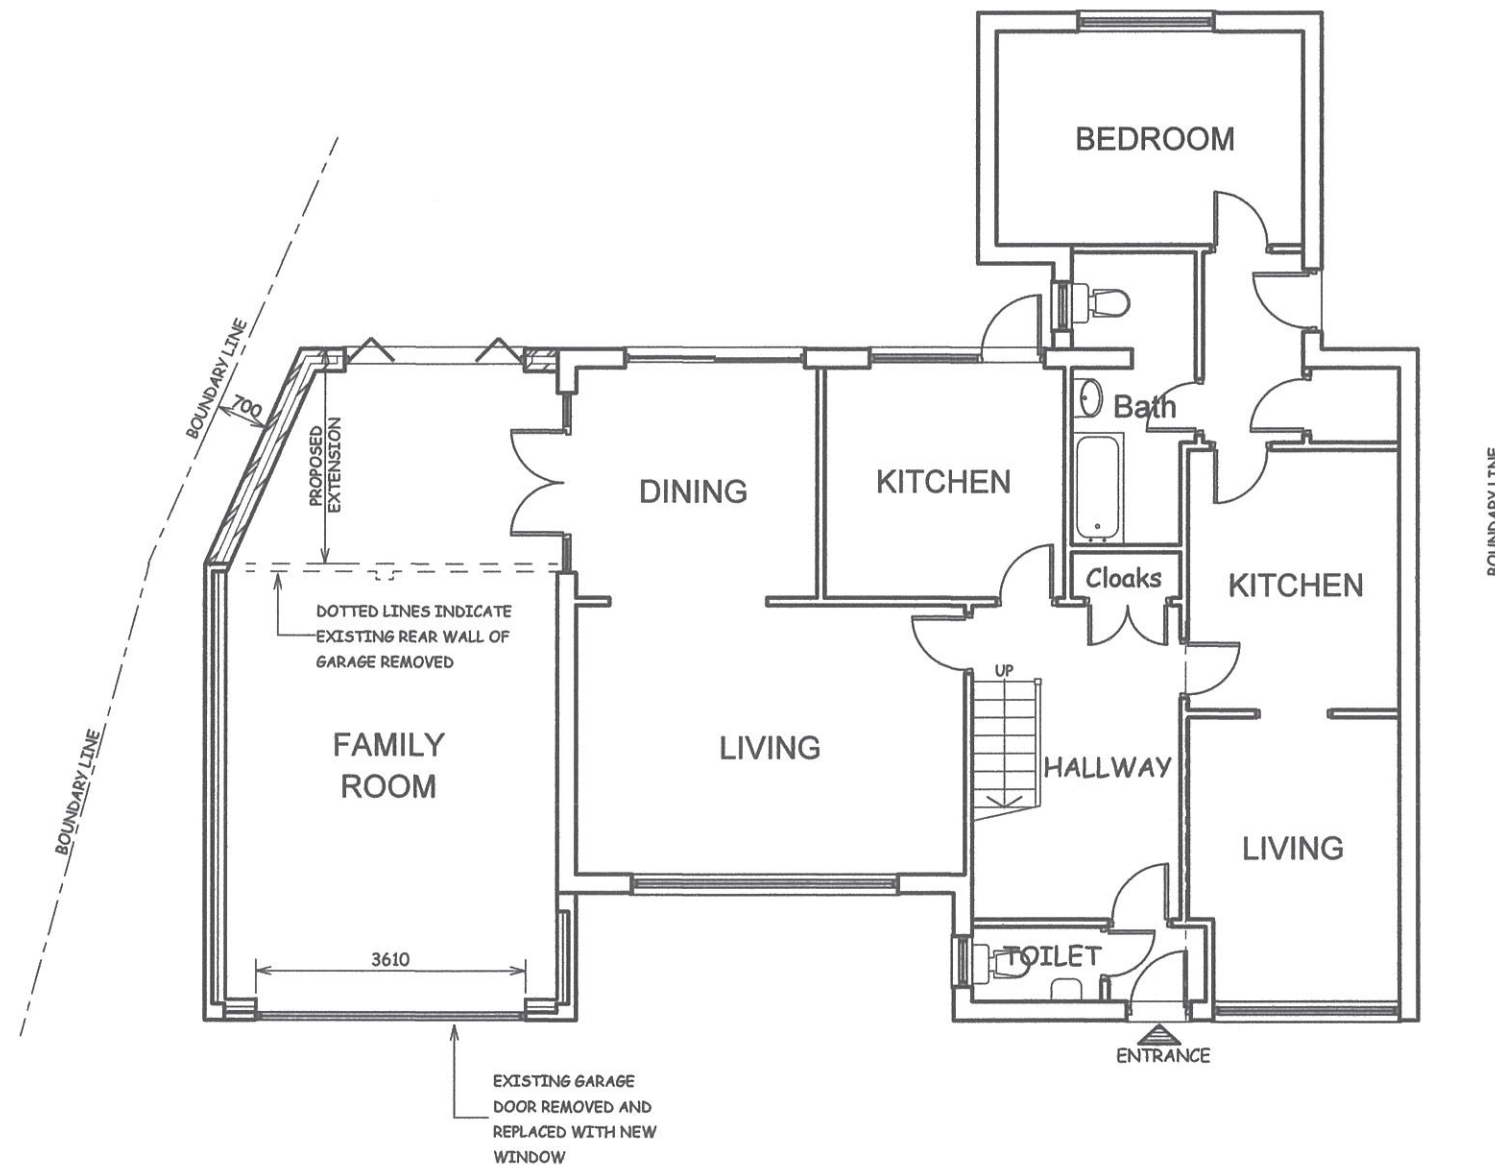 BEDROOM
BOUNDARY LINE
700
PROPOSED
EXTENSION
Bath
DINING
KITCHEN
BOUNDARY LINE
Cloaks
KITCHEN
DOTTED LINES INDICATE
EXISTING REAR WALL OF
GARAGE REMOVED
UP
FAMILY
ROOM
LIVING
HALLWAY
BOUNDARY LINE
LIVING
3610
TOILET
ENTRANCE
EXISTING GARAGE
DOOR REMOVED AND
REPLACED WITH NEW
WINDOW